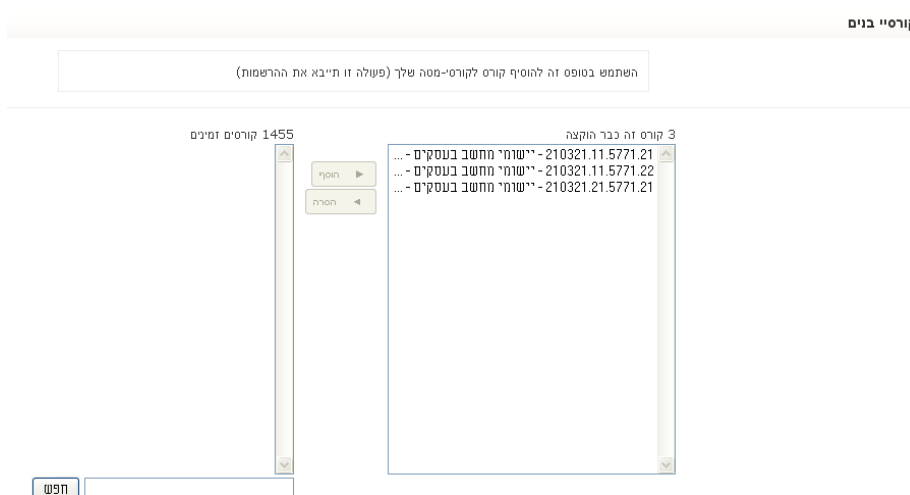 קורסיי בנים
השתמש בטופס זה להוסיף קורס לקורסי-מטה שלך (פעולה זו תייבא את ההרשמות)
3 קורס זה כבר הוקצה
210321.11.5771.21 - יישומי מחשב בעסקים - ...
210321.11.5771.22 - יישומי מחשב בעסקים - ...
210321.21.5771.21 - יישומי מחשב בעסקים - ...
הוסף
הסרה
1455 קורסים זמינים
חפש